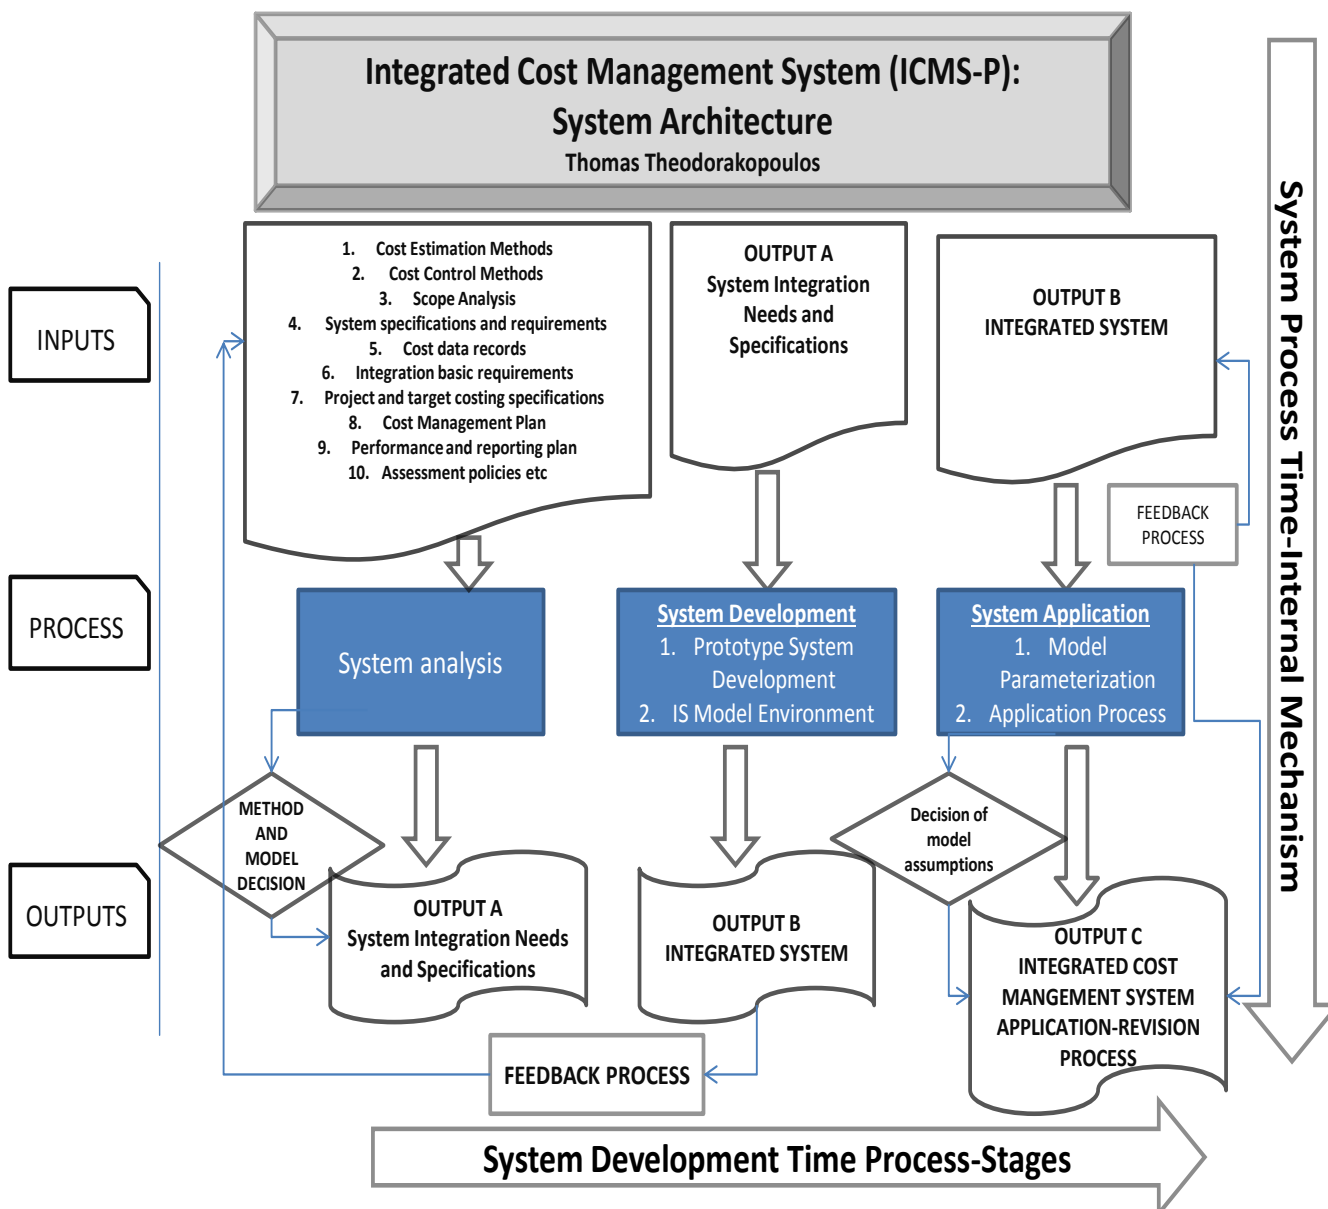 Integrated Cost Management System (ICMS-P):
System Architecture
Thomas Theodorakopoulos
System Process Time-Internal Mechanism
INPUTS
1. Cost Estimation Methods
2. Cost Control Methods
3. Scope Analysis
4. System specifications and requirements
5. Cost data records
6. Integration basic requirements
7. Project and target costing specifications
8. Cost Management Plan
9. Performance and reporting plan
10. Assessment policies etc
OUTPUT A
System Integration
Needs and
Specifications
OUTPUT B
INTEGRATED SYSTEM
FEEDBACK
PROCESS
PROCESS
System analysis
System Development
1. Prototype System
Development
2. IS Model Environment
System Application
1. Model
Parameterization
2. Application Process
OUTPUTS
METHOD
AND
MODEL
DECISION
OUTPUT A
System Integration Needs
and Specifications
OUTPUT B
INTEGRATED SYSTEM
Decision of
model
assumptions
OUTPUT C
INTEGRATED COST
MANGEMENT SYSTEM
APPLICATION-REVISION
PROCESS
FEEDBACK PROCESS
System Development Time Process-Stages